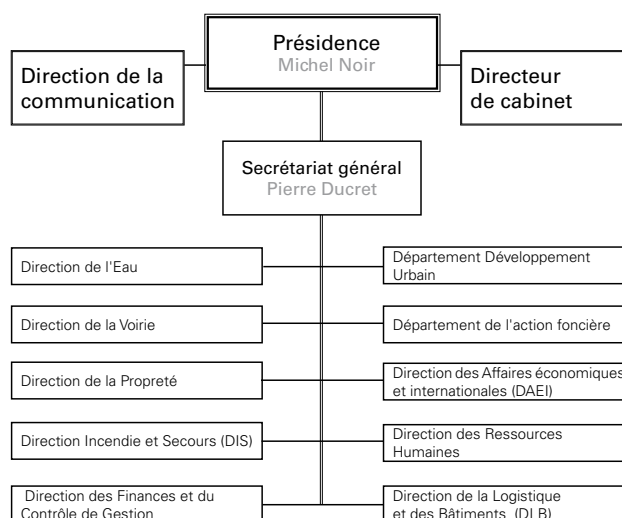 Présidence
Michel Noir
Direction de la
communication
Directeur
de cabinet
Secrétariat général
Pierre Ducret
Direction de l'Eau
Département Développement
Urbain
Direction de la Voirie
Département de l'action foncière
Direction de la Propreté
Direction des Affaires économiques
et internationales (DAEI)
Direction Incendie et Secours (DIS)
Direction des Ressources
Humaines
Direction des Finances et du
Contrôle de Gestion
Direction de la Logistique
et des Bâtiments (DLB)